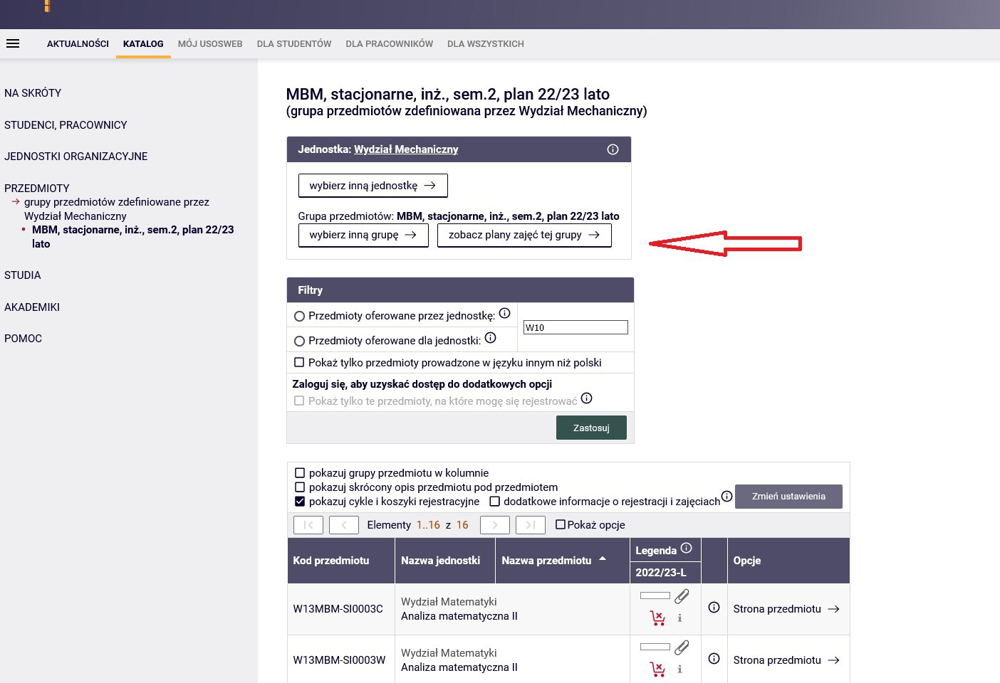 AKTUALNOŚCI KATALOG MÓJ USOSWEB DLA STUDENTÓW DLA PRACOWNIKÓW DLA WSZYSTKICH
NA SKRÓTY
STUDENCI, PRACOWNICY
JEDNOSTKI ORGANIZACYJNE
PRZEDMIOTY
grupy przedmiotów zdefiniowane przez
Wydział Mechaniczny
MBM, stacjonarne, inż., sem.2, plan 22/23
lato
STUDIA
AKADEMIKI
POMOC
MBM, stacjonarne, inż., sem.2, plan 22/23 lato
(grupa przedmiotów zdefiniowana przez Wydział Mechaniczny)
Jednostka: Wydział Mechaniczny
wybierz inną jednostkę →
Grupa przedmiotów: MBM, stacjonarne, inż., sem.2, plan 22/23 lato
wybierz inną grupę → zobacz plany zajęć tej grupy →
Filtry
Przedmioty oferowane przez jednostkę:
W10
Przedmioty oferowane dla jednostki:
Pokaż tylko przedmioty prowadzone w języku innym niż polski
Zaloguj się, aby uzyskać dostęp do dodatkowych opcji
Pokaż tylko te przedmioty, na które mogę się rejestrować
Zastosuj
pokazuj grupy przedmiotu w kolumnie
pokazuj skrócony opis przedmiotu pod przedmiotem
pokazuj cykle i koszyki rejestracyjne dodatkowe informacje o rejestracji i zajęciach Zmień ustawienia
Elementy 1..16 z 16 Pokaż opcje
Kod przedmiotu Nazwa jednostki Nazwa przedmiotu Legenda Opcje
2022/23-L
W13MBM-SI0003C Wydział Matematyki Strona przedmiotu →
Analiza matematyczna II
W13MBM-SI0003W Wydział Matematyki Strona przedmiotu →
Analiza matematyczna II